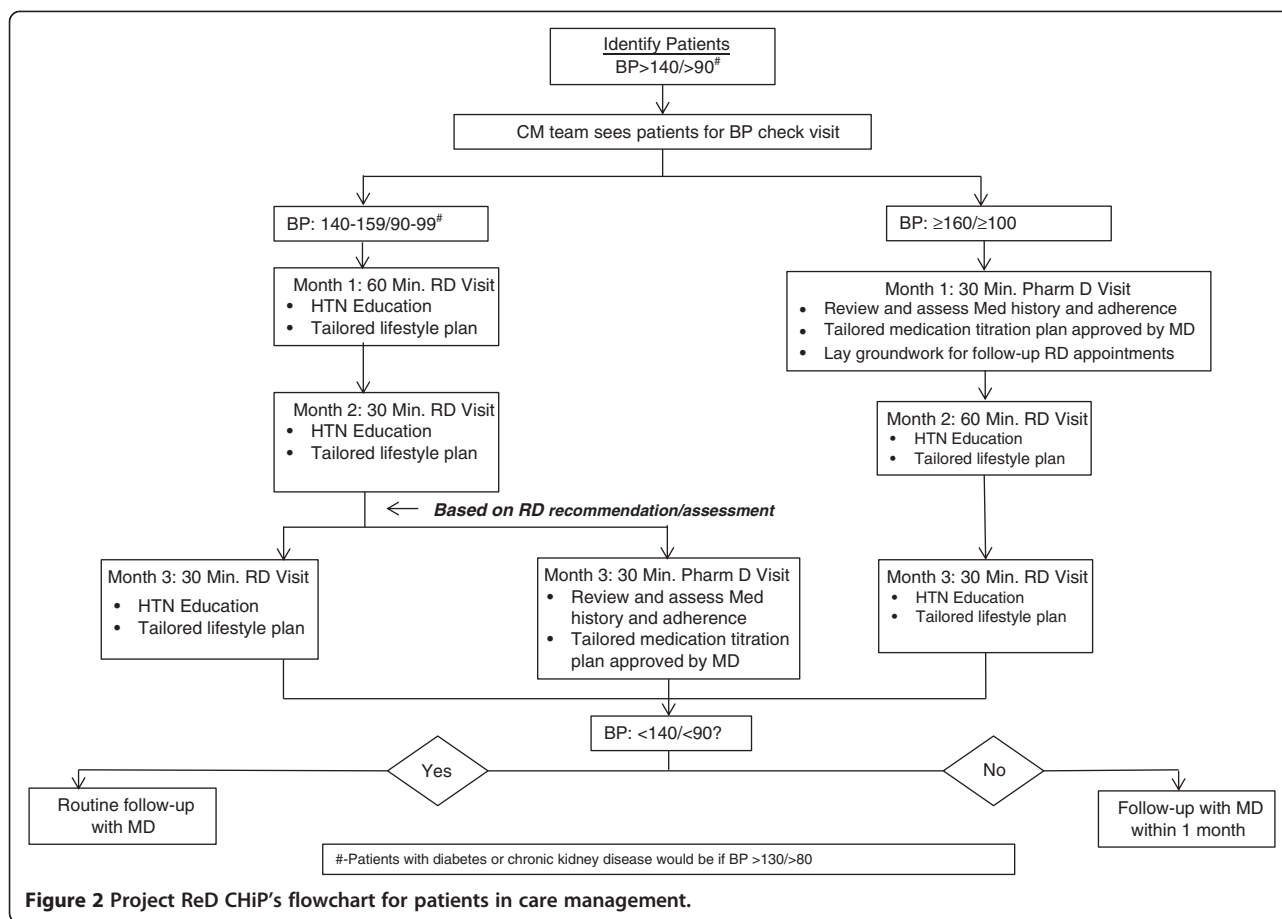 Identify Patients
BP>140/>90#
CM team sees patients for BP check visit
BP: 140-159/90-99#
BP: ≥160/≥100
Month 1: 60 Min. RD Visit
• HTN Education
• Tailored lifestyle plan
Month 1: 30 Min. Pharm D Visit
• Review and assess Med history and adherence
• Tailored medication titration plan approved by MD
• Lay groundwork for follow-up RD appointments
Month 2: 30 Min. RD Visit
• HTN Education
• Tailored lifestyle plan
Month 2: 60 Min. RD Visit
• HTN Education
• Tailored lifestyle plan
Based on RD recommendation/assessment
Month 3: 30 Min. RD Visit
• HTN Education
• Tailored lifestyle plan
Month 3: 30 Min. Pharm D Visit
• Review and assess Med
history and adherence
• Tailored medication titration
plan approved by MD
Month 3: 30 Min. RD Visit
• HTN Education
• Tailored lifestyle plan
BP: <140/<90?
Yes
No
Routine follow-up
with MD
Follow-up with MD
within 1 month
#-Patients with diabetes or chronic kidney disease would be if BP >130/>80
Figure 2 Project ReD CHiP's flowchart for patients in care management.